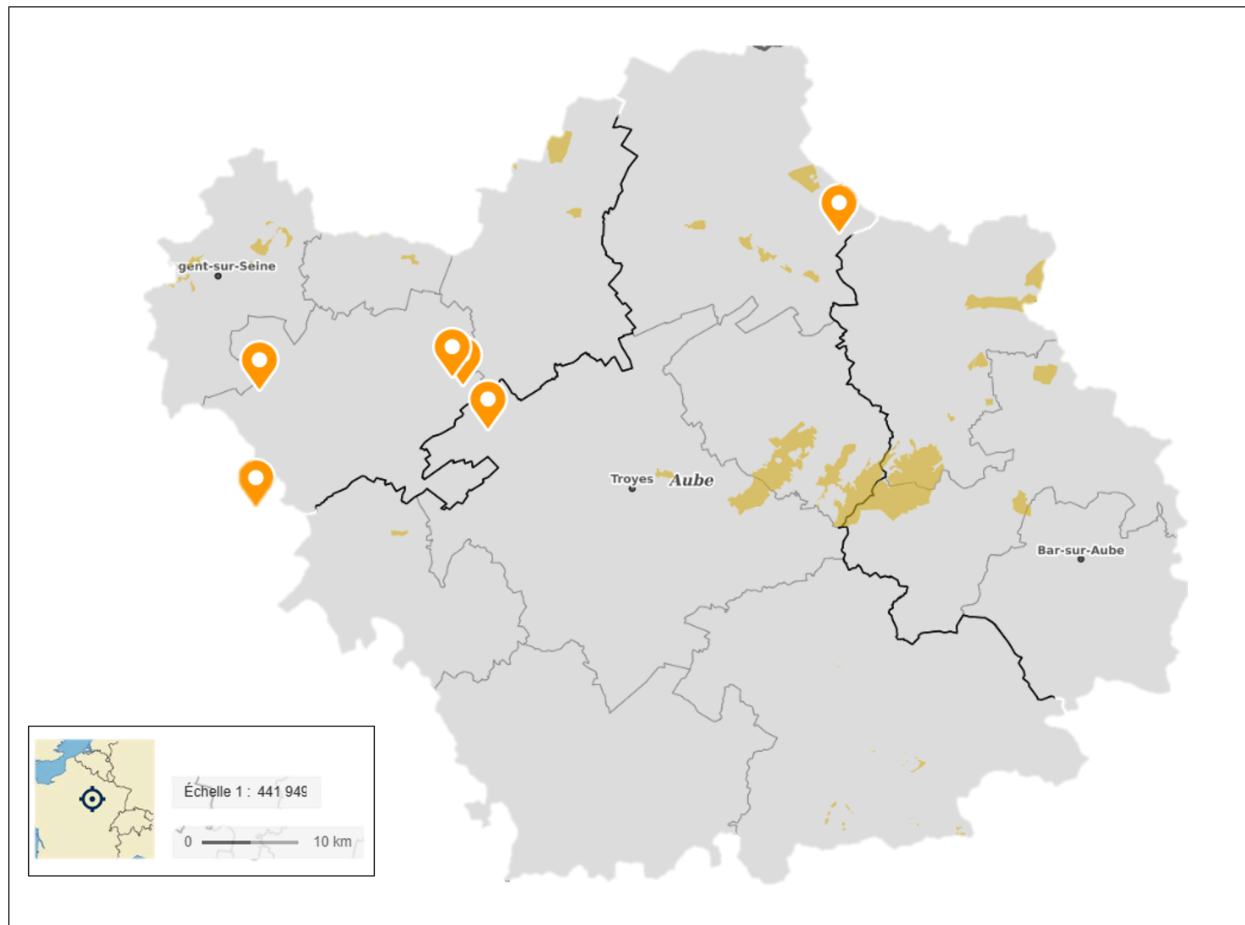 gent-sur-Seine
Troyes
Aube
Bar-sur-Aube
Échelle 1 : 441 949
0 10 km